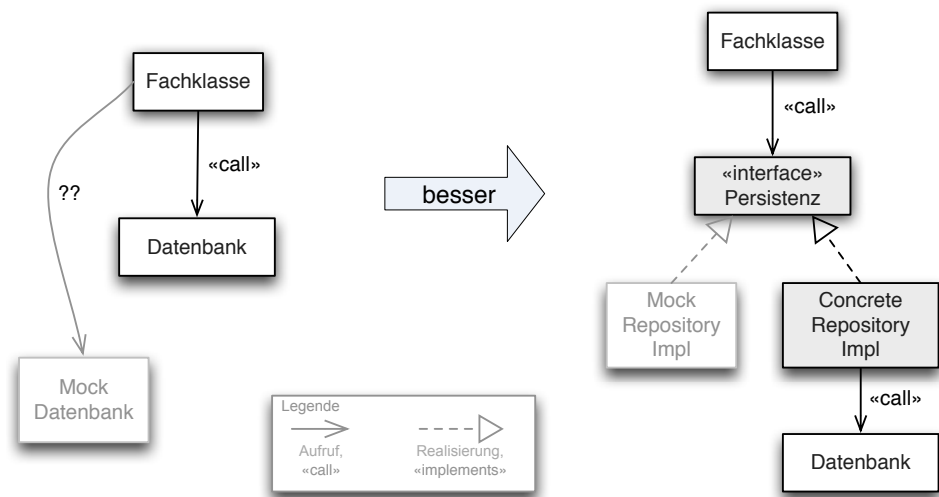 Fachklasse
«call»
??
Datenbank
Mock
Datenbank
besser
Fachklasse
«call»
«interface»
Persistenz
Mock
Repository
Impl
Concrete
Repository
Impl
«call»
Datenbank
Legende
Aufruf,
«call»
Realisierung,
«implements»